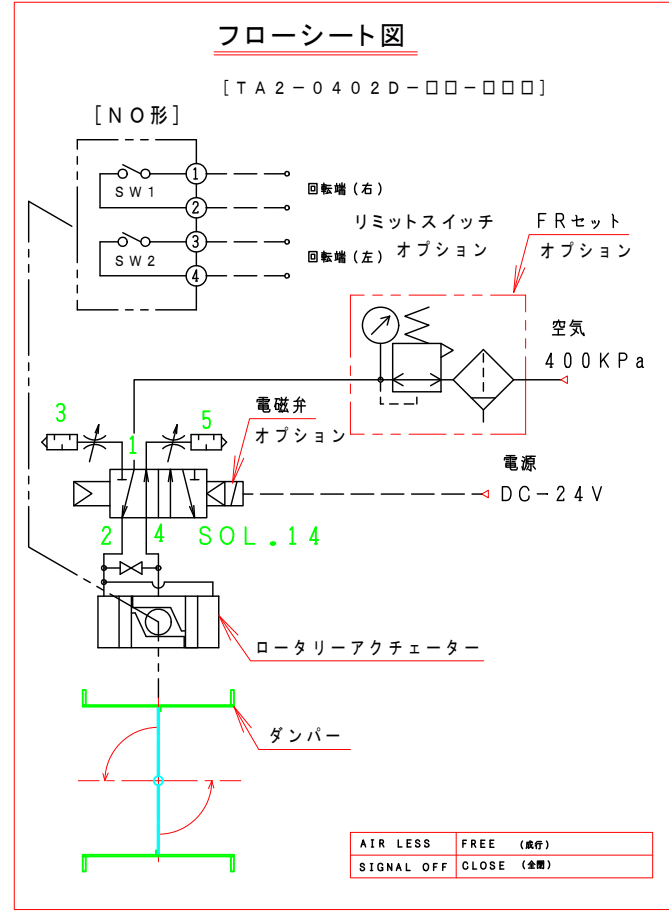 フローシート図
[TA2-0402D-□□-□□□]
[NO形]
SW1
1
2
回転端(右)
SW2
3
4
回転端(左)
リミットスイッチ
オプション
FRセット
オプション
空気
400KPa
3
1
5
電磁弁
オプション
電源
DC-24V
2
4
SOL.14
ロータリーアクチェーター
ダンパー
AIR LESS FREE (成行)
SIGNAL OFF CLOSE (全閉)